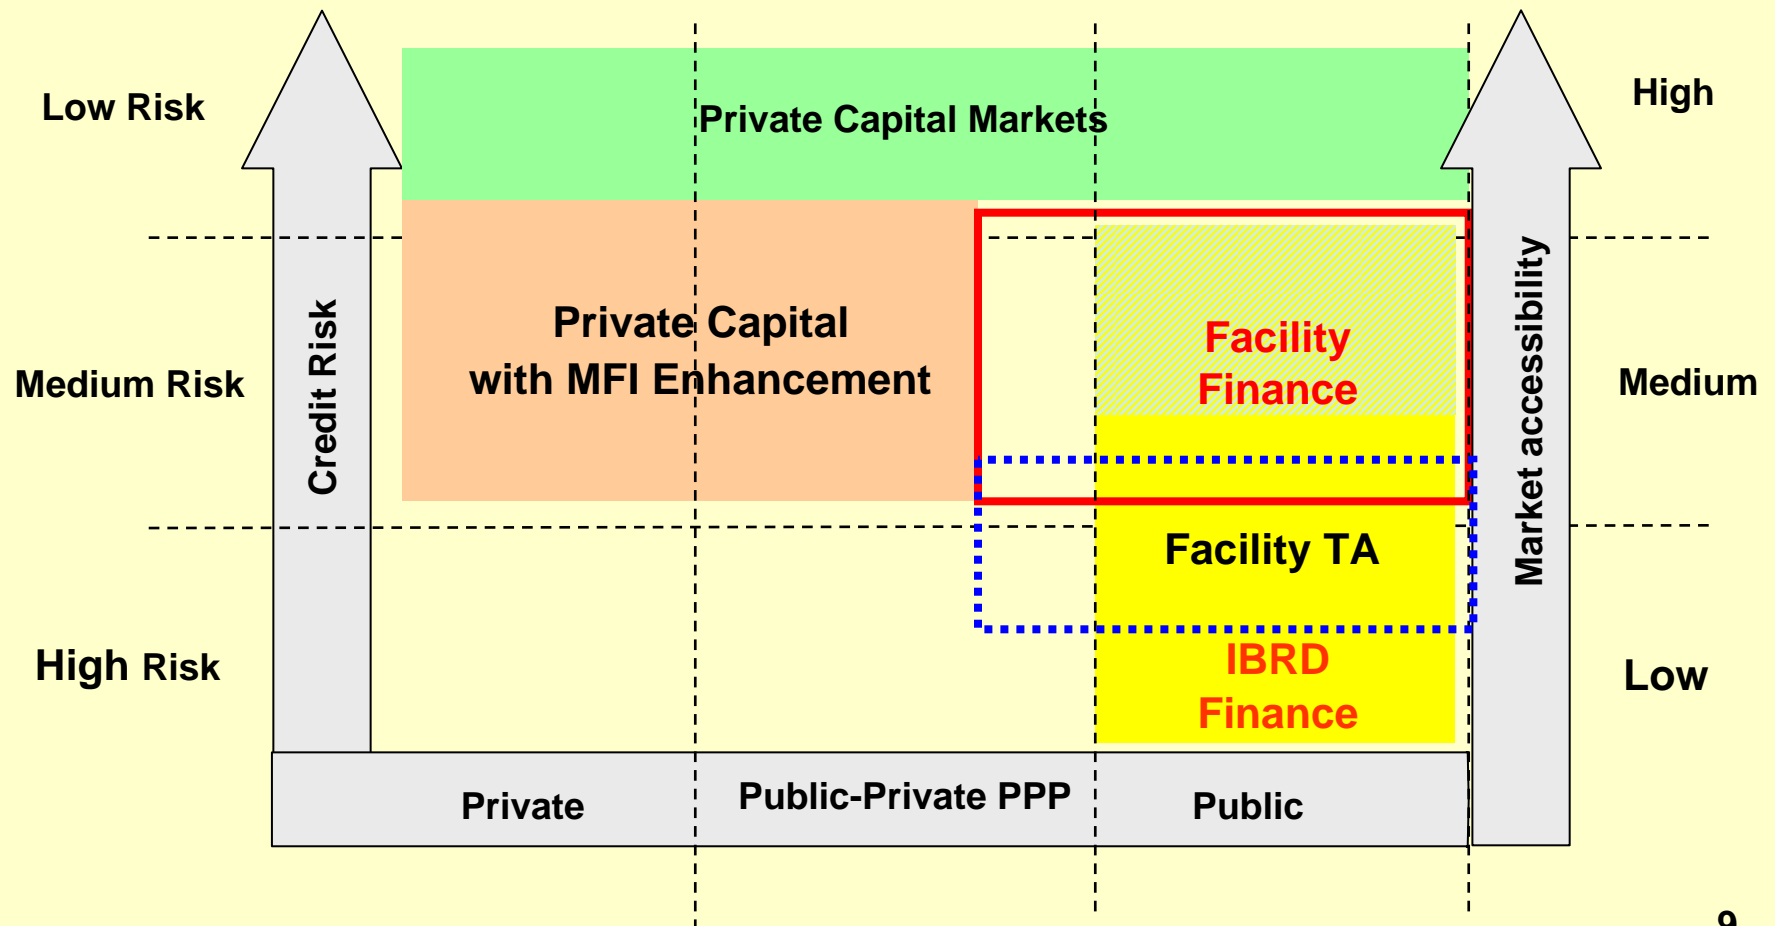 Low Risk
High
Private Capital Markets
Credit Risk
Market accessibility
Private Capital
with MFI Enhancement
Facility
Finance
Medium Risk
Medium
Facility TA
High Risk
IBRD
Finance
Low
Private
Public-Private PPP
Public
9